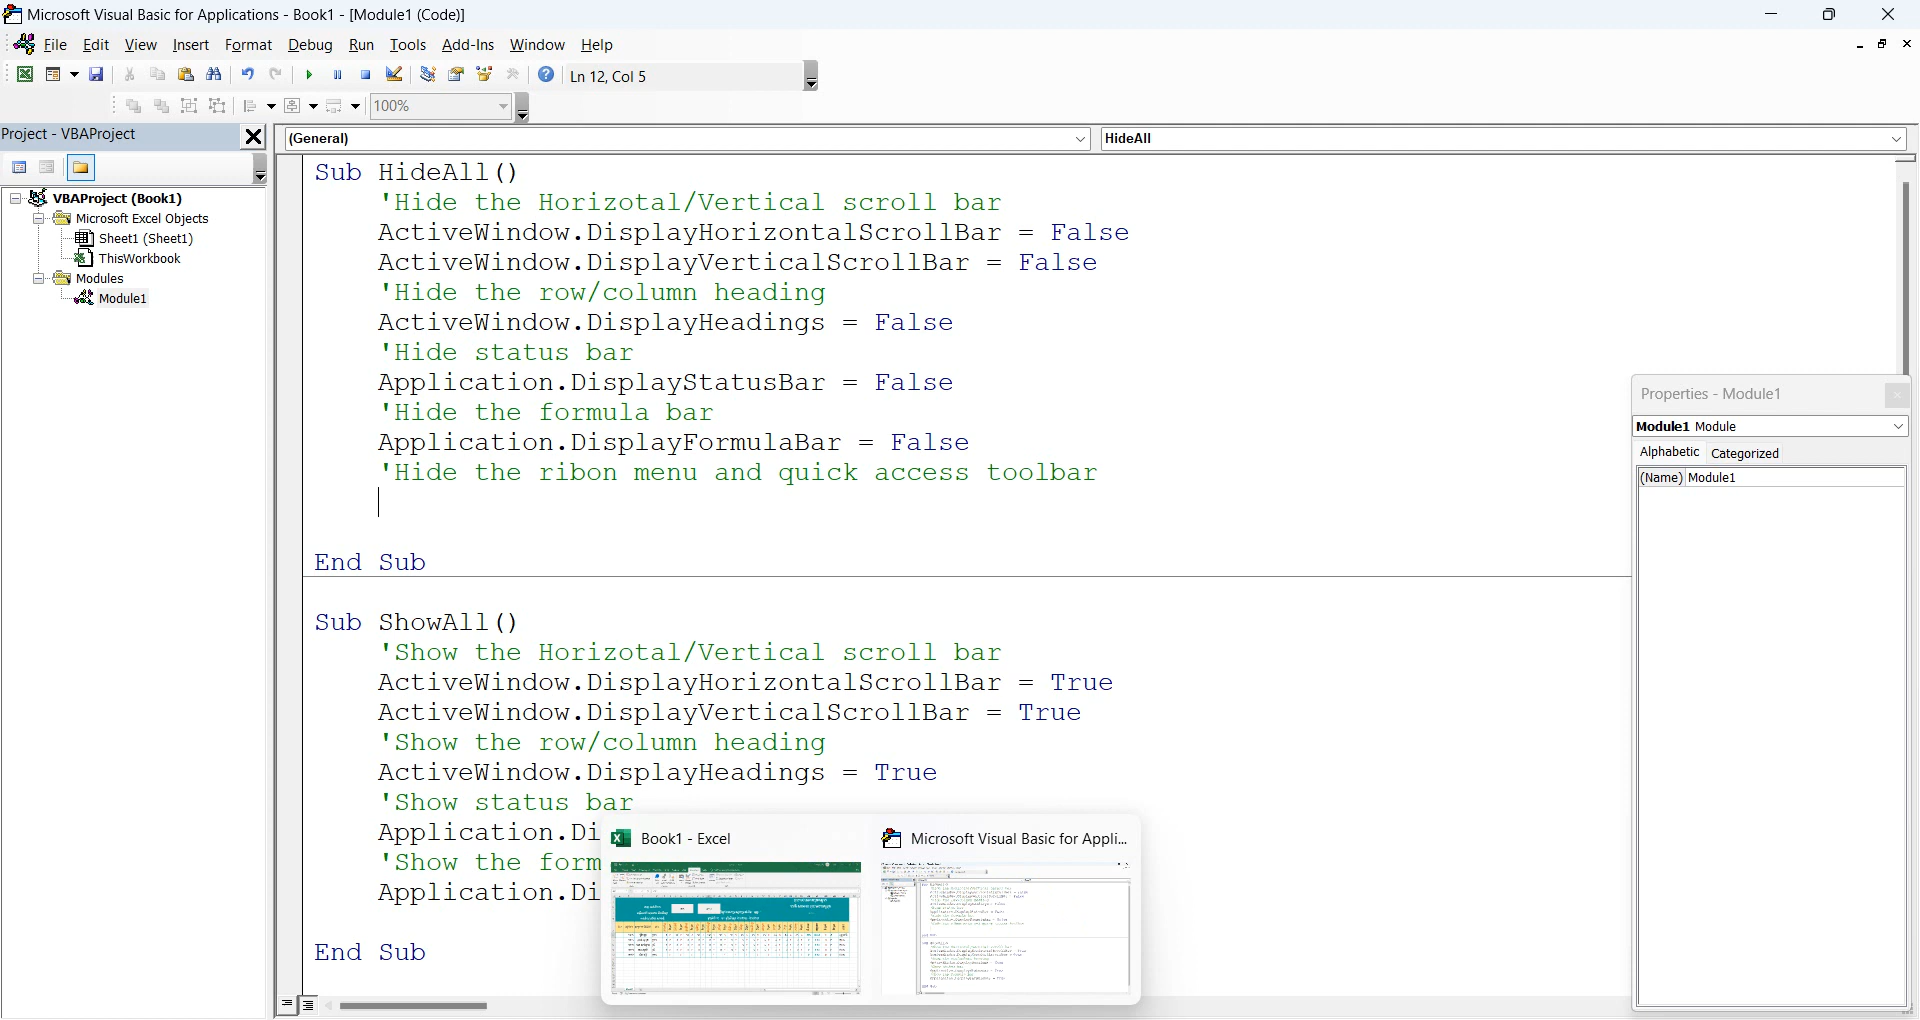 Microsoft Visual Basic for Applications - Book1 - [Module1 (Code)]
File Edit View Insert Format Debug Run Tools Add-Ins Window Help
Ln 12, Col 5
100%
Project - VBAProject
(General)
HideAll
VBAProject (Book1)
Microsoft Excel Objects
Sheet1 (Sheet1)
ThisWorkbook
Modules
Module1
Sub HideAll()
'Hide the Horizotal/Vertical scroll bar
ActiveWindow.DisplayHorizontalScrollBar = False
ActiveWindow.DisplayVerticalScrollBar = False
'Hide the row/column heading
ActiveWindow.DisplayHeadings = False
'Hide status bar
Application.DisplayStatusBar = False
'Hide the formula bar
Application.DisplayFormulaBar = False
'Hide the ribon menu and quick access toolbar
End Sub
Sub ShowAll()
'Show the Horizotal/Vertical scroll bar
ActiveWindow.DisplayHorizontalScrollBar = True
ActiveWindow.DisplayVerticalScrollBar = True
'Show the row/column heading
ActiveWindow.DisplayHeadings = True
'Show status bar
Application.Di
'Show the form
Application.Di
End Sub
Book1 - Excel
Microsoft Visual Basic for Appli...
Properties - Module1
Module1 Module
Alphabetic Categorized
(Name) Module1